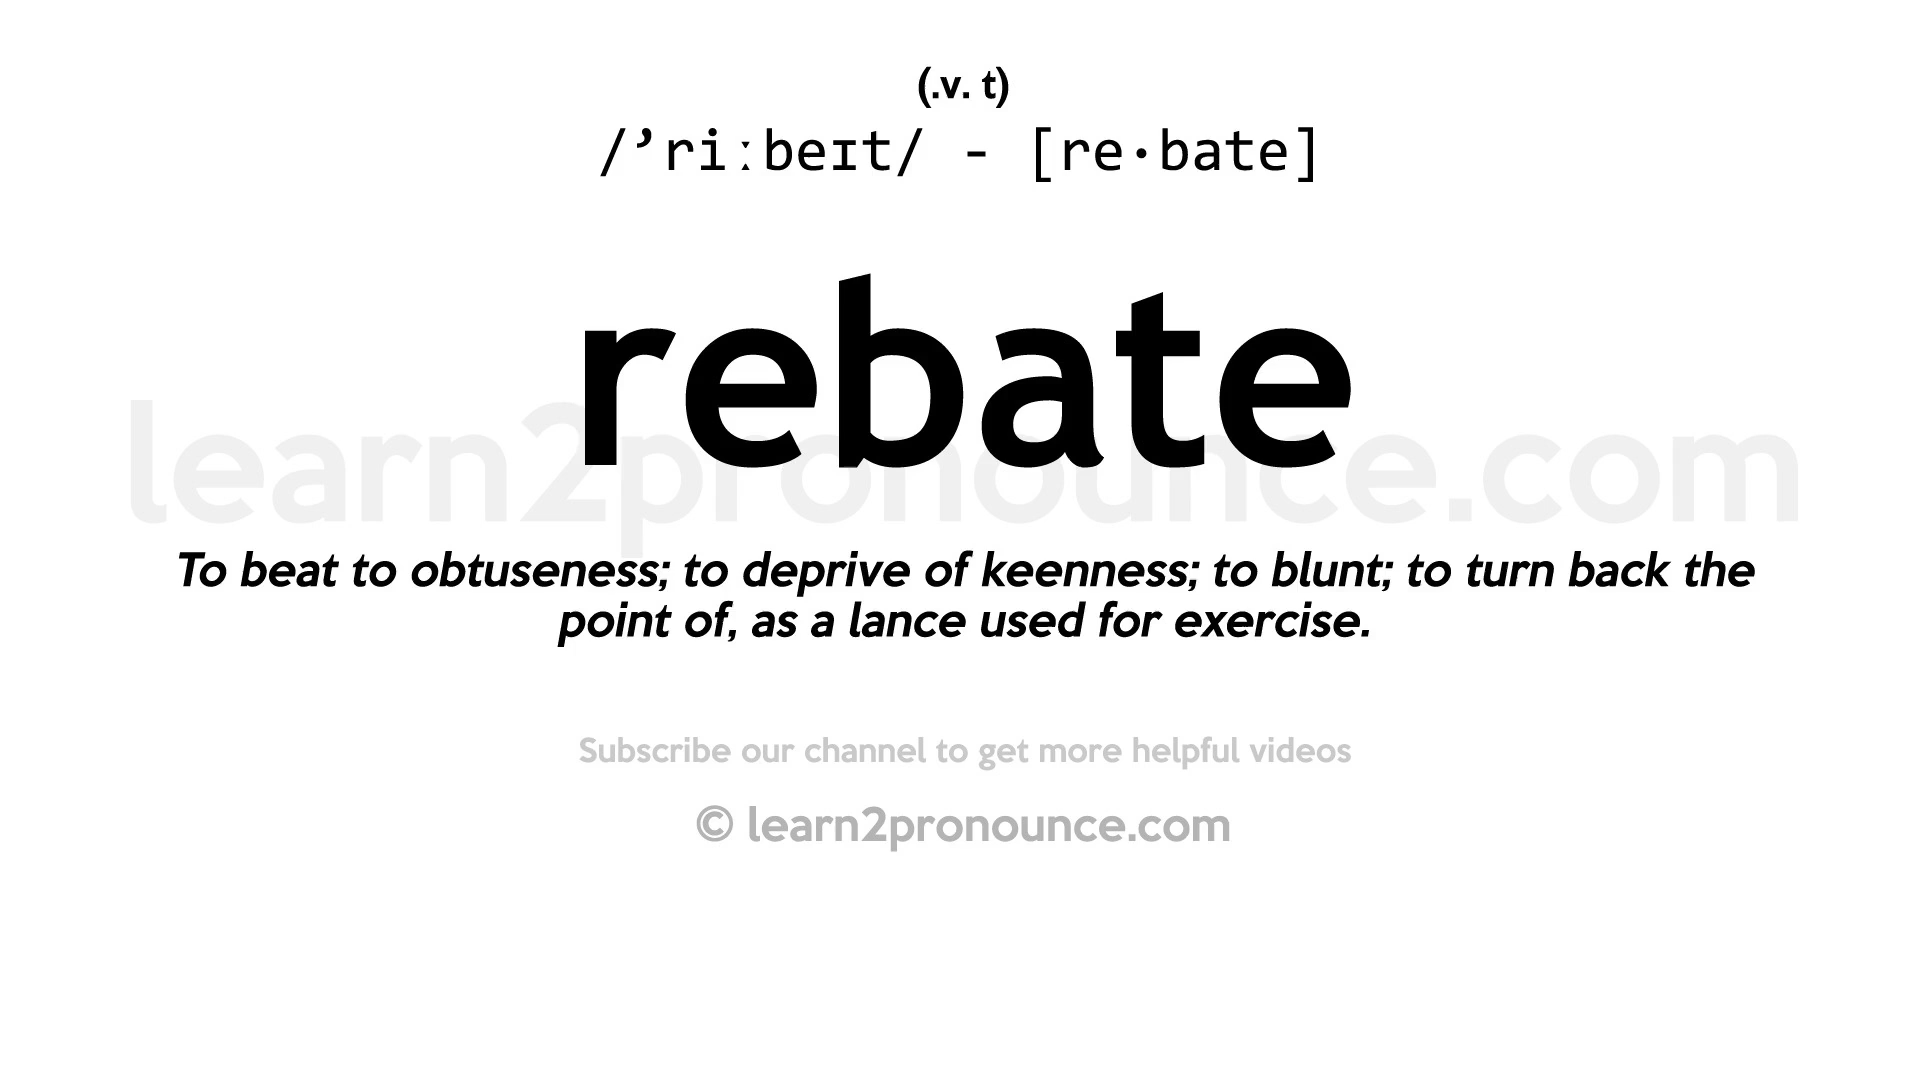 (.v. t)
/’riːbeɪt/ - [re·bate]
rebate
learn2pronounce.com
To beat to obtuseness; to deprive of keenness; to blunt; to turn back the
point of, as a lance used for exercise.
Subscribe our channel to get more helpful videos
© learn2pronounce.com